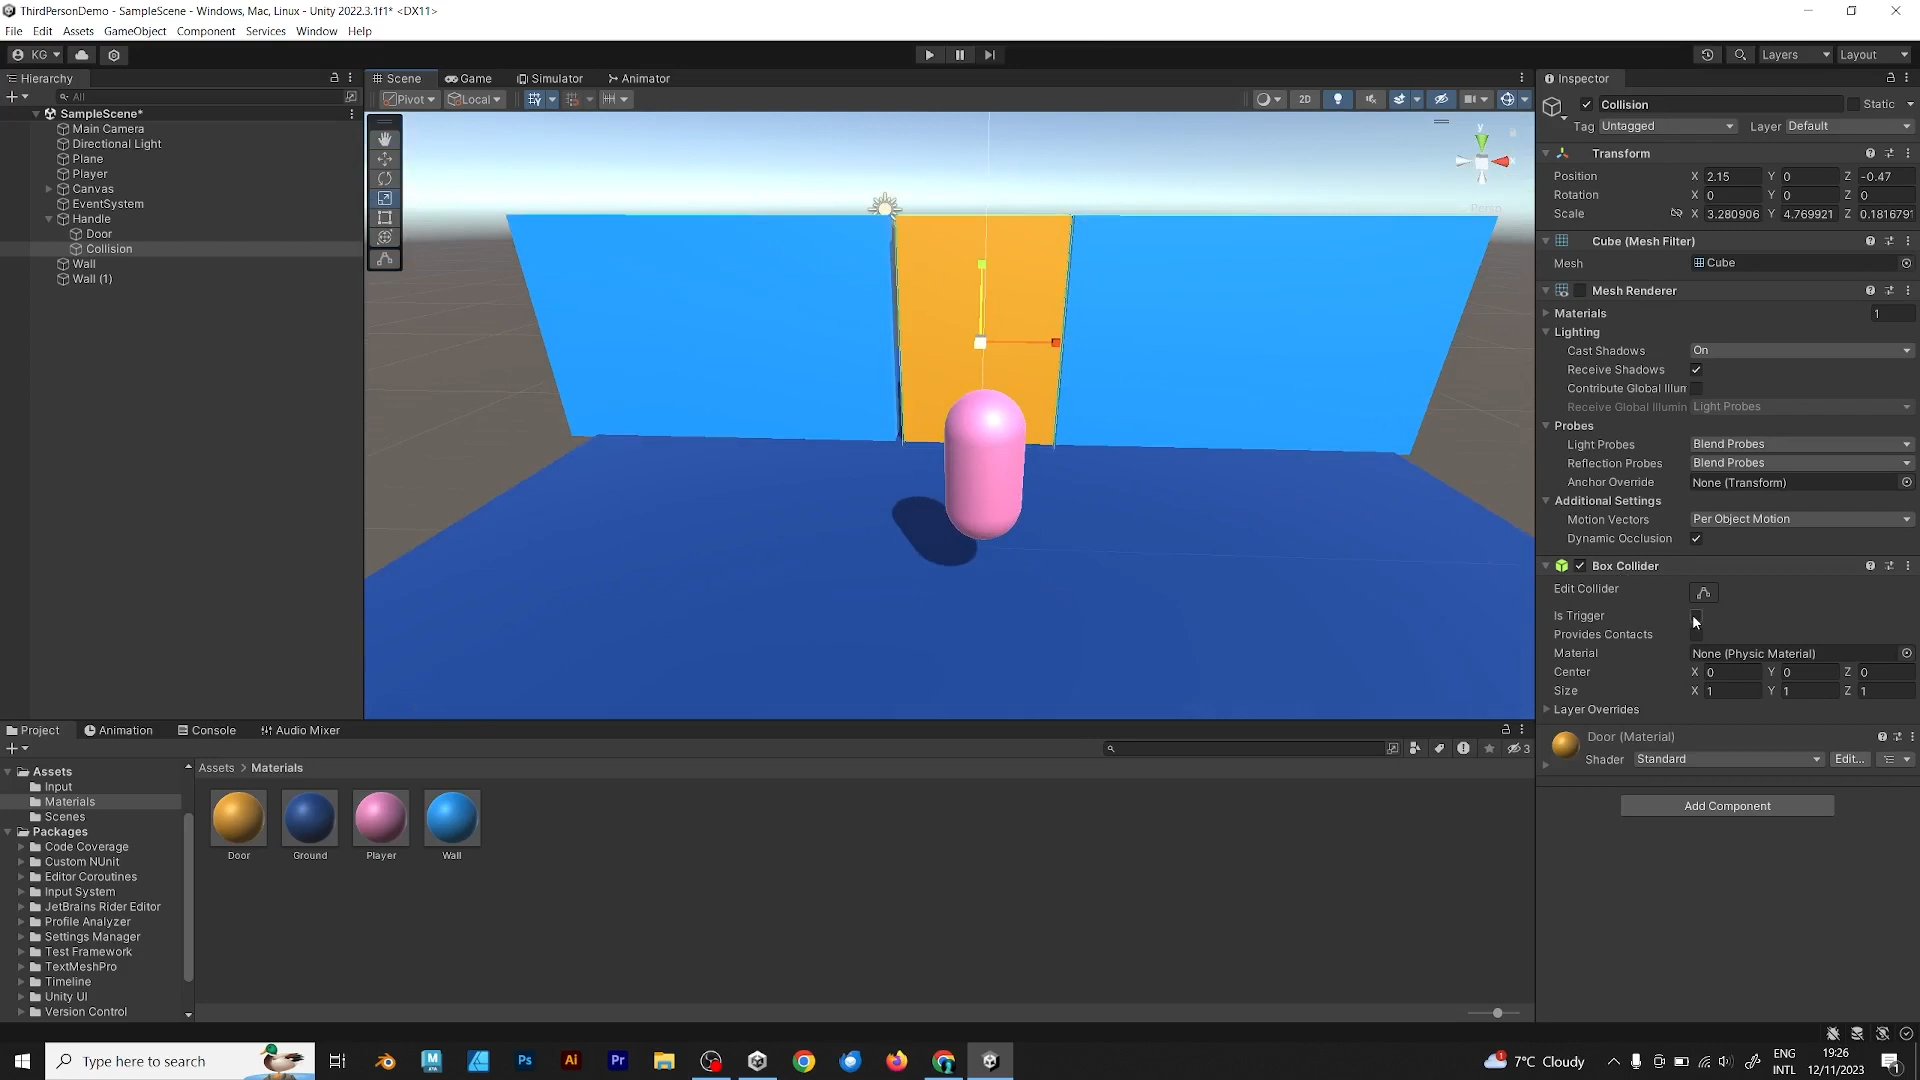 ThirdPersonDemo - SampleScene - Windows, Mac, Linux - Unity 2022.3.1f1* <DX11>
File Edit Assets GameObject Component Services Window Help
KG Layers Layout
Hierarchy
All
SampleScene*
Main Camera
Directional Light
Plane
Player
Canvas
EventSystem
Handle
Door
Collision
Wall
Wall (1)
Scene Game Simulator Animator
Pivot Local 2D
y
Persp
Inspector
Collision Static
Tag Untagged Layer Default
Transform
Position X 2.15 Y 0 Z -0.47
Rotation X 0 Y 0 Z 0
Scale X 3.280906 Y 4.769921 Z 0.1816791
Cube (Mesh Filter)
Mesh Cube
Mesh Renderer
Materials 1
Lighting
Cast Shadows On
Receive Shadows
Contribute Global Illum
Receive Global Illumin Light Probes
Probes
Light Probes Blend Probes
Reflection Probes Blend Probes
Anchor Override None (Transform)
Additional Settings
Motion Vectors Per Object Motion
Dynamic Occlusion
Box Collider
Edit Collider
Is Trigger
Provides Contacts
Material None (Physic Material)
Center X 0 Y 0 Z 0
Size X 1 Y 1 Z 1
Layer Overrides
Door (Material)
Shader Standard Edit...
Add Component
Project Animation Console Audio Mixer
3
Assets
Input
Materials
Scenes
Packages
Code Coverage
Custom NUnit
Editor Coroutines
Input System
JetBrains Rider Editor
Profile Analyzer
Settings Manager
Test Framework
TextMeshPro
Timeline
Unity UI
Version Control
Assets > Materials
Door Ground Player Wall
Type here to search
Ps Ai Pr
7°C Cloudy
ENG
INTL
19:26
12/11/2023